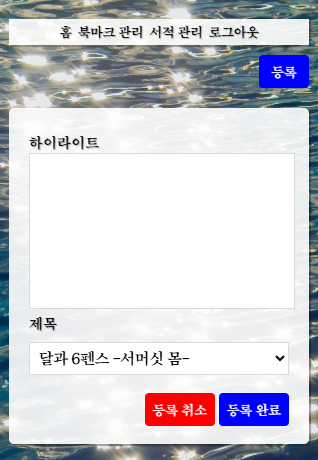 홈 북마크 관리 서적 관리 로그아웃
등록
하이라이트
제목
달과 6펜스 -서머싯 몸-
등록 취소 등록 완료